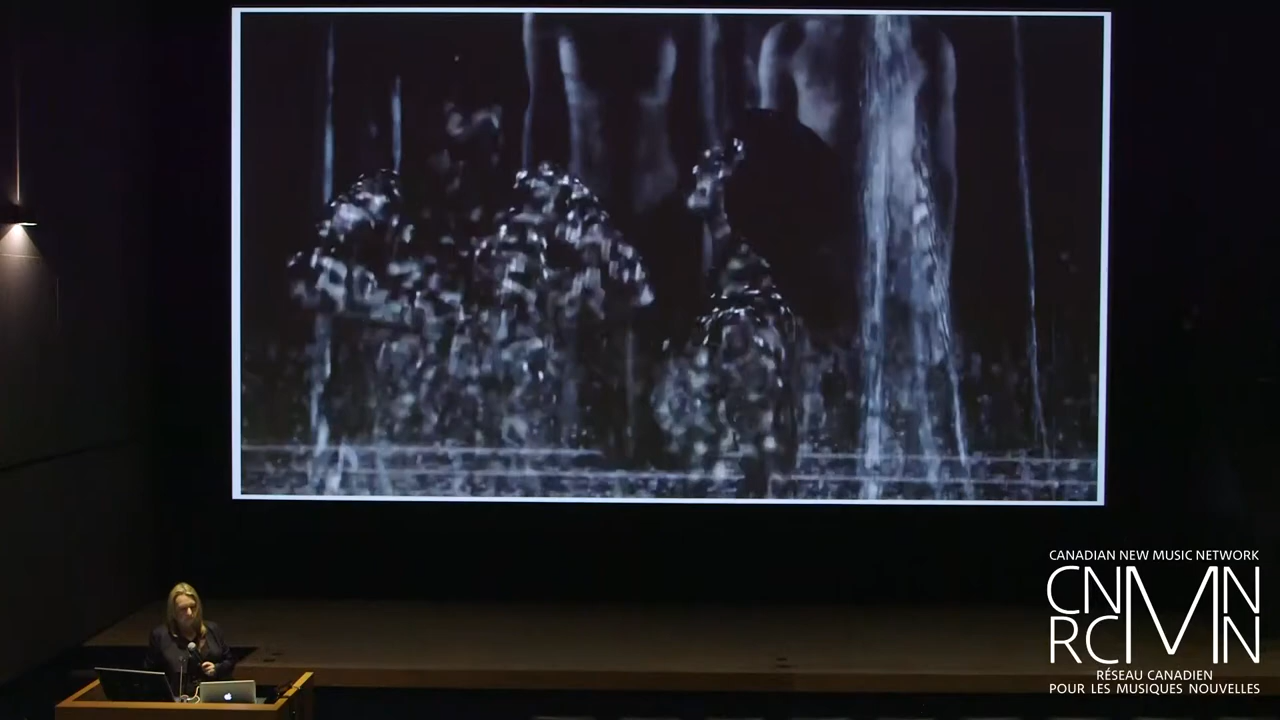 CANADIAN NEW MUSIC NETWORK
CNMN
RCMN
RÉSEAU CANADIEN
POUR LES MUSIQUES NOUVELLES